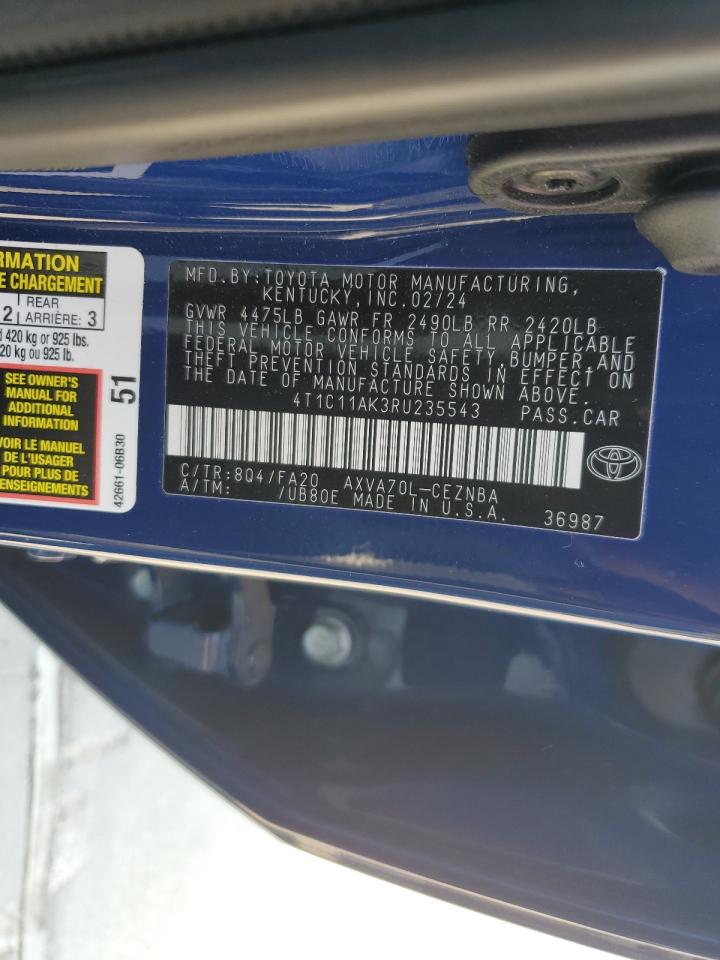 RMATION
E CHARGEMENT
2 REAR
ARRIÈRE: 3
d 420 kg or 925 lbs.
20 kg ou 925 lb.
SEE OWNER'S
MANUAL FOR
ADDITIONAL
INFORMATION
VOIR LE MANUEL
DE L'USAGER
POUR PLUS DE
RENSEIGNEMENTS
51
42661-06B30
MFD.BY:TOYOTA MOTOR MANUFACTURING,
KENTUCKY,INC.02/24
GVWR 4475LB GAWR FR 2490LB RR 2420LB
THIS VEHICLE CONFORMS TO ALL APPLICABLE
FEDERAL MOTOR VEHICLE SAFETY,BUMPER,AND
THEFT PREVENTION STANDARDS IN EFFECT ON
THE DATE OF MANUFACTURE SHOWN ABOVE.
4T1C11AK3RU235543 PASS.CAR
C/TR:8Q4/FA20 AXVA70L-CEZNBA
A/TM: /UB80E MADE IN U.S.A. 36987